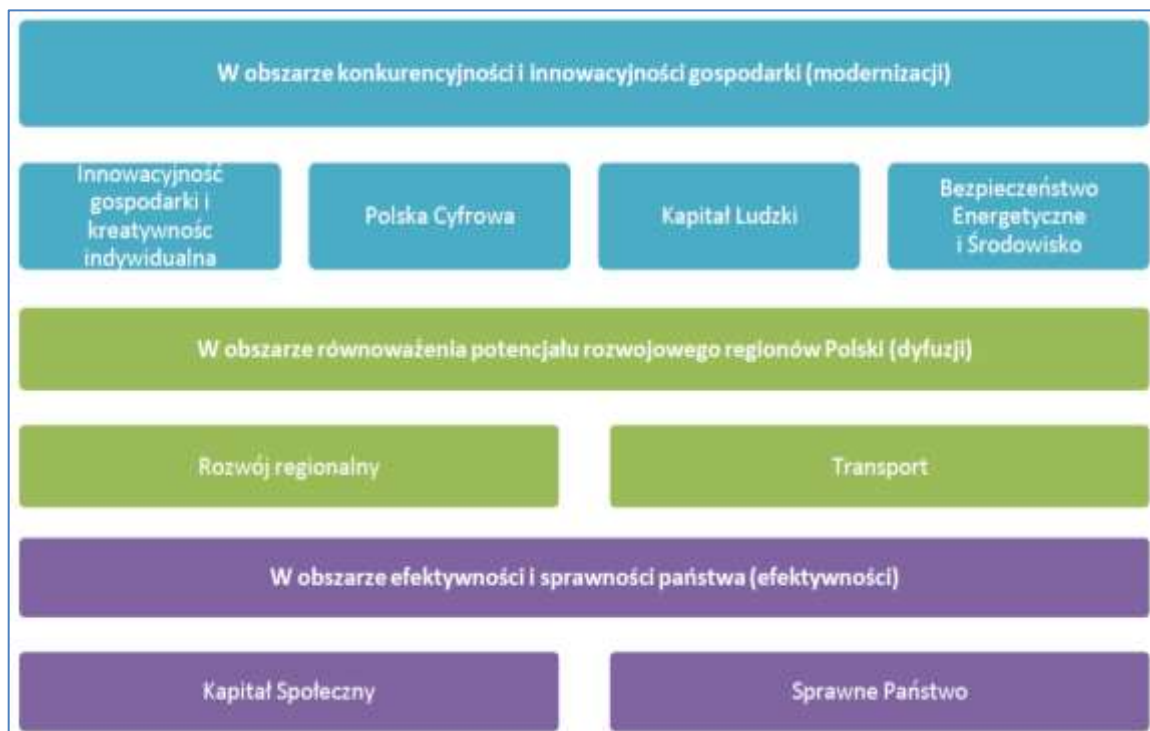 W obszarze konkurencyjności i innowacyjności gospodarki (modernizacji)
Innowacyjność
gospodarki i
kreatywnośc
indywidualna
Polska Cyfrowa
Kapitał Ludzki
Bezpieczeństwo
Energetyczne
i Środowisko
W obszarze równoważenia potencjału rozwojowego regionów Polski (dyfuzji)
Rozwój regionalny
Transport
W obszarze efektywności i sprawności państwa (efektywności)
Kapitał Społeczny
Sprawne Państwo